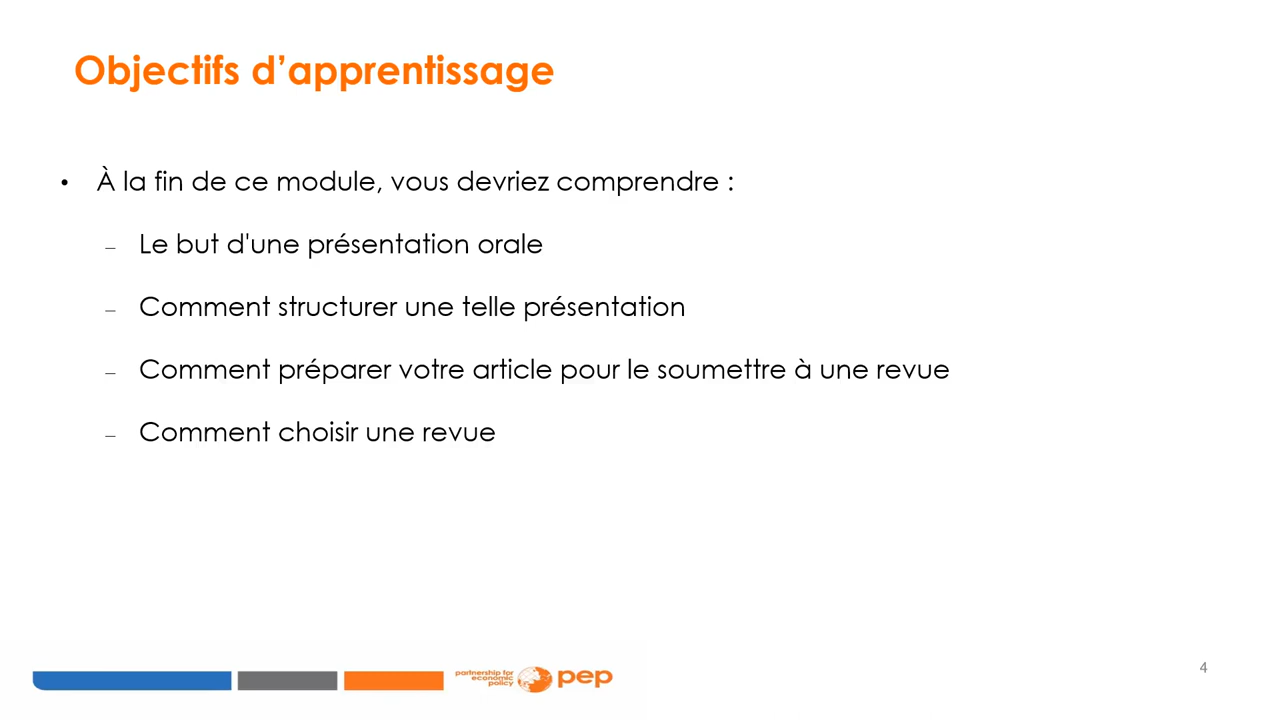 Objectifs d’apprentissage
• À la fin de ce module, vous devriez comprendre :
– Le but d'une présentation orale
– Comment structurer une telle présentation
– Comment préparer votre article pour le soumettre à une revue
– Comment choisir une revue
partnership for
economic
policy
pep
4